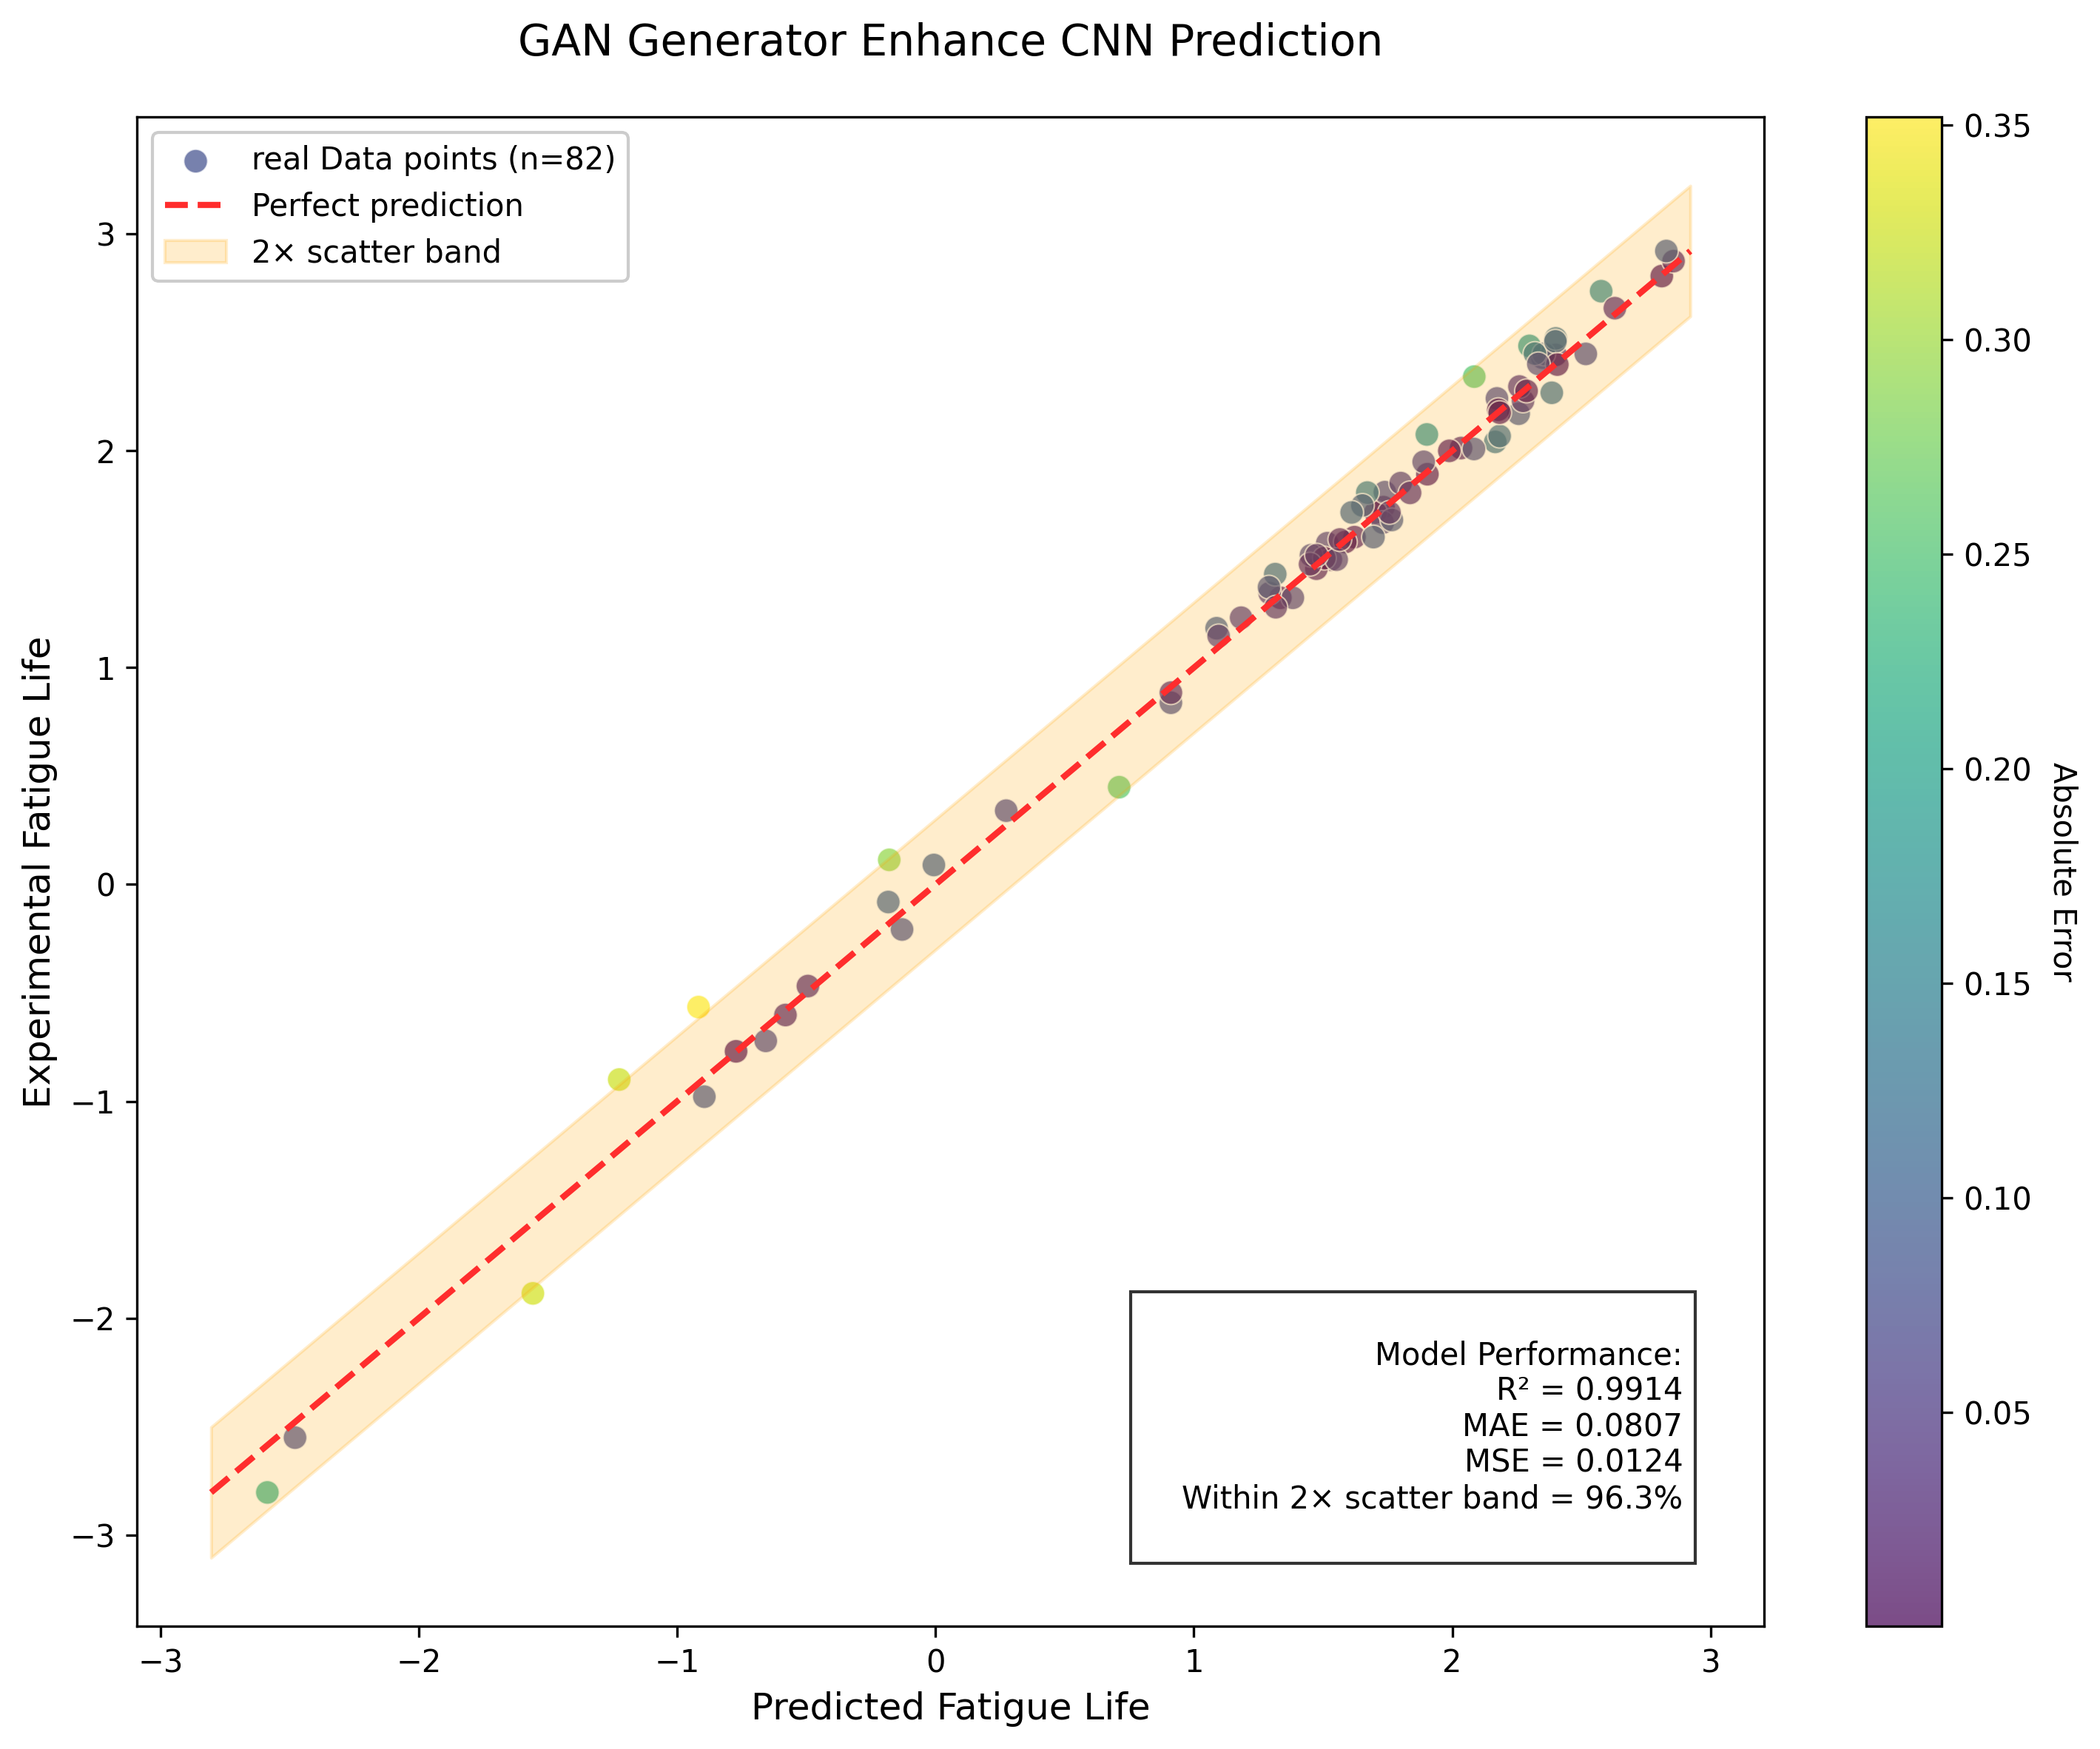 GAN Generator Enhance CNN Prediction
real Data points (n=82)
Perfect prediction
2× scatter band
Experimental Fatigue Life
3
2
1
0
−1
−2
−3
−3
−2
−1
0
1
2
3
Predicted Fatigue Life
Model Performance:
R² = 0.9914
MAE = 0.0807
MSE = 0.0124
Within 2× scatter band = 96.3%
0.35
0.30
0.25
0.20
0.15
0.10
0.05
Absolute Error